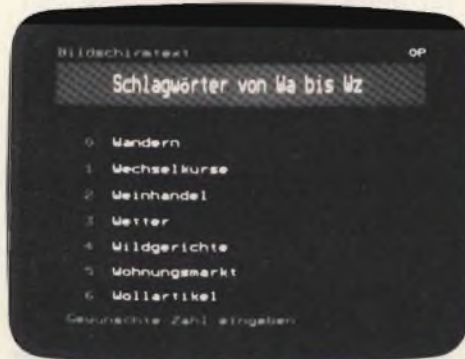 Bildschirmtext 0P
Schlagwörter von Wa bis Wz
0 Wandern
1 Wechselkurse
2 Weinhandel
3 Wetter
4 Wildgerichte
5 Wohnungsmarkt
6 Wollartikel
Gewünschte Zahl eingeben